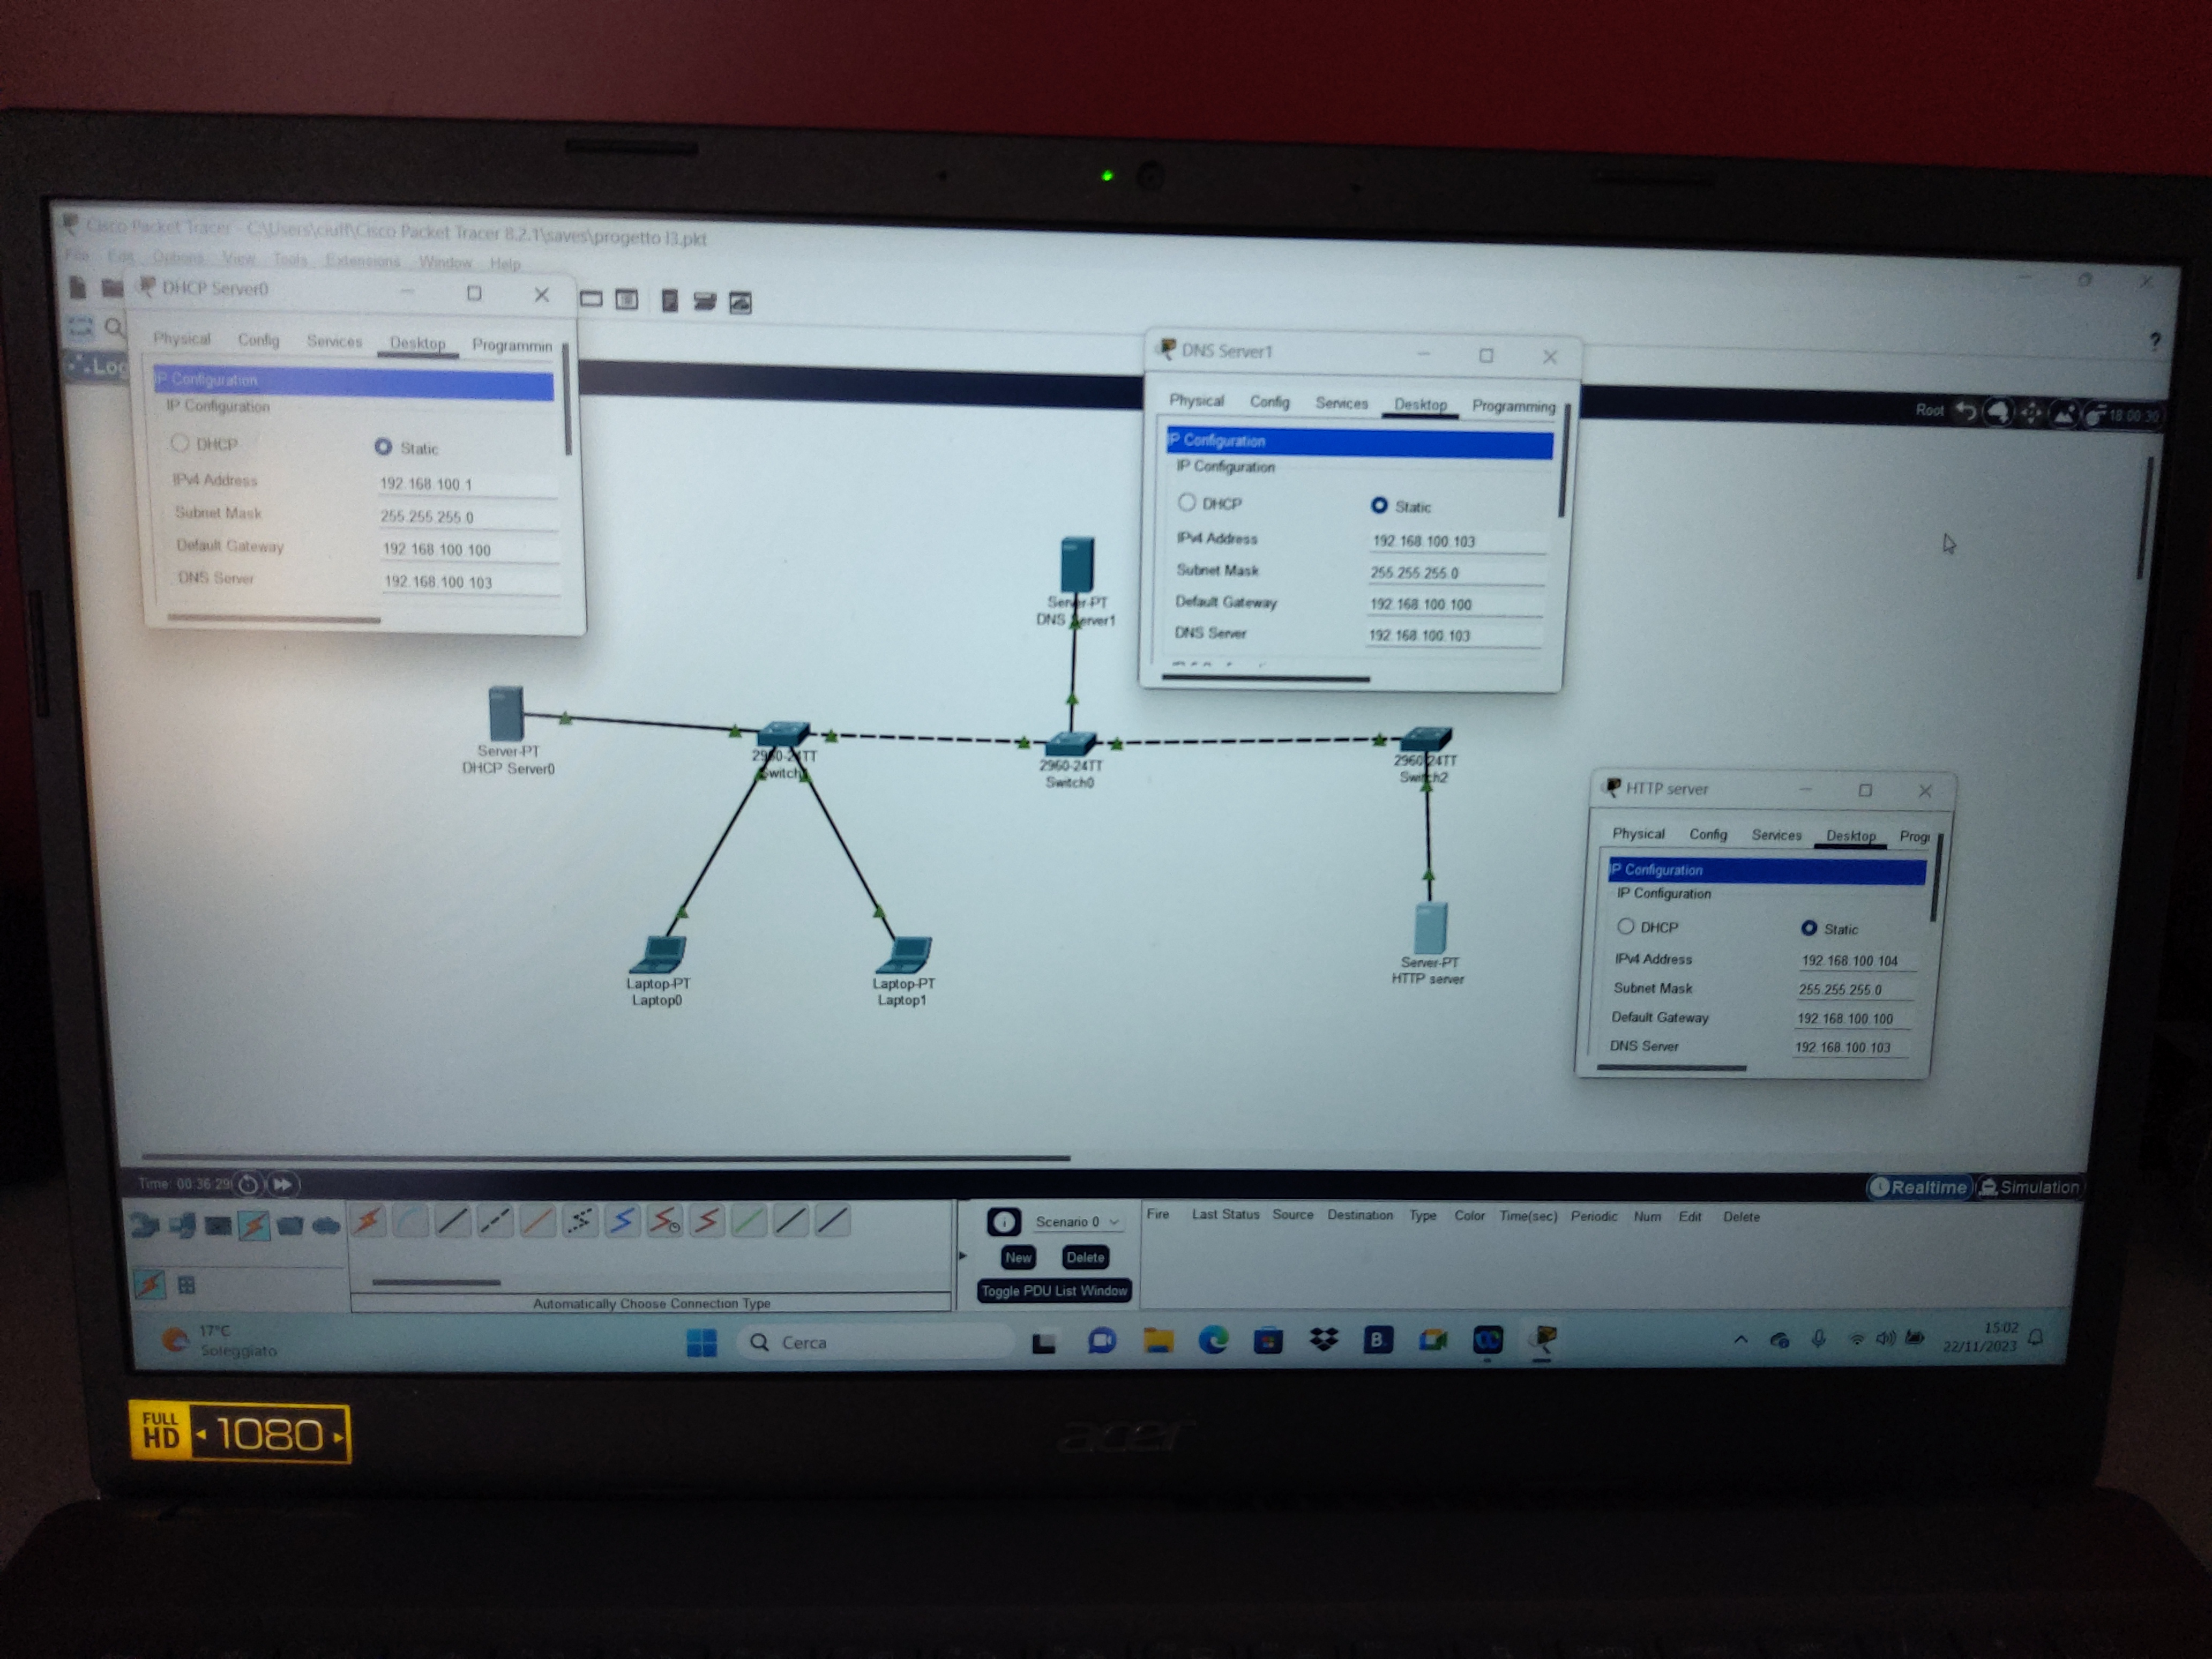 Cisco Packet Tracer - C:\Users\ciuff\Cisco Packet Tracer 8.2.1\saves\progetto l3.pkt
File Edit Options View Tools Extensions Window Help
DHCP Server0
Physical Config Services Desktop Programmin
IP Configuration
IP Configuration
DHCP Static
IPv4 Address 192.168.100.1
Subnet Mask 255.255.255.0
Default Gateway 192.168.100.100
DNS Server 192.168.100.103
Log
?
DNS Server1
Physical Config Services Desktop Programming
IP Configuration
IP Configuration
DHCP Static
IPv4 Address 192.168.100.103
Subnet Mask 255.255.255.0
Default Gateway 192.168.100.100
DNS Server 192.168.100.103
Root 18:00:30
Server-PT
DNS Server1
Server-PT
DHCP Server0
2960-24TT
Switch
2960-24TT
Switch0
2960-24TT
Switch2
Laptop-PT
Laptop0
Laptop-PT
Laptop1
Server-PT
HTTP server
HTTP server
Physical Config Services Desktop Progr
IP Configuration
IP Configuration
DHCP Static
IPv4 Address 192.168.100.104
Subnet Mask 255.255.255.0
Default Gateway 192.168.100.100
DNS Server 192.168.100.103
Time: 00:36:29
Realtime Simulation
Scenario 0
New Delete
Toggle PDU List Window
Fire Last Status Source Destination Type Color Time(sec) Periodic Num Edit Delete
Automatically Choose Connection Type
17°C
Soleggiato
Cerca
B.
15:02
22/11/2023
FULL HD 1080
acer